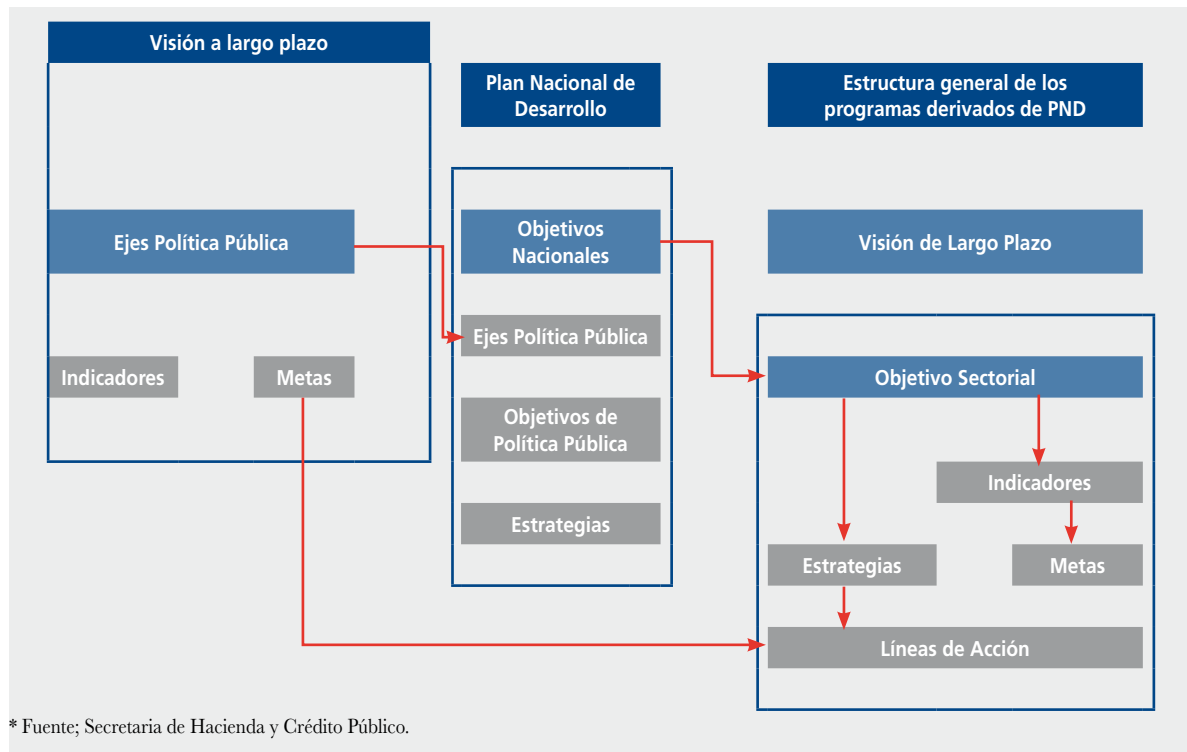 Visión a largo plazo
Ejes Política Pública
Indicadores
Metas
Plan Nacional de
Desarrollo
Objetivos
Nacionales
Ejes Política Pública
Objetivos de
Política Pública
Estrategias
Estructura general de los
programas derivados de PND
Visión de Largo Plazo
Objetivo Sectorial
Indicadores
Estrategias
Metas
Líneas de Acción
* Fuente; Secretaria de Hacienda y Crédito Público.